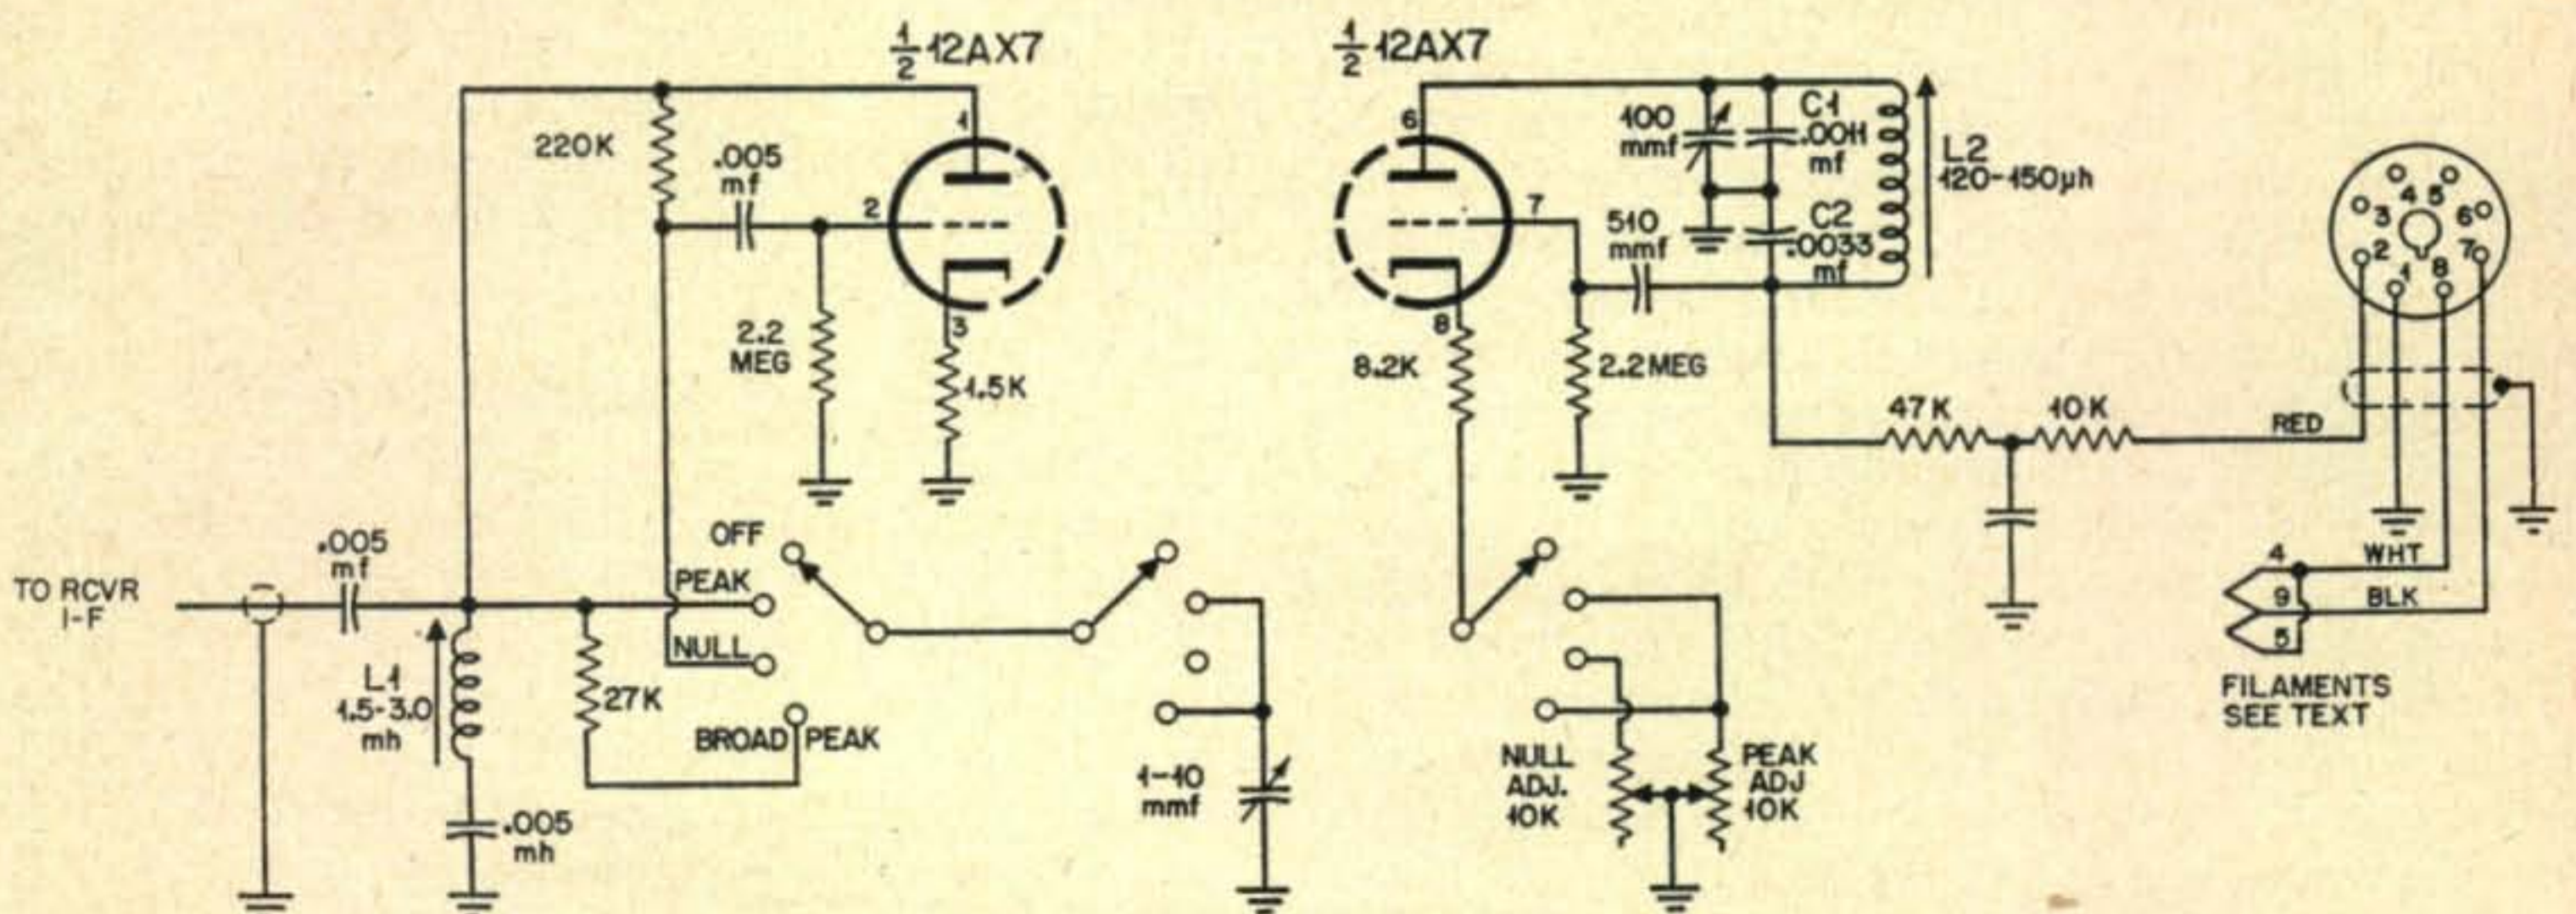 1/2 12AX7
1
220K
.005
mf
2
2.2
MEG
3
1.5K
1/2 12AX7
6
7
8
100
mmf
C1
.0011
mf
C2
.0033
mf
L2
120-150µh
510
mmf
8.2K
2.2MEG
47K
10K
RED
4 5
3 6
2 7
1 8
TO RCVR
I-F
.005
mf
L1
1.5-3.0
mh
.005
mh
27K
OFF
PEAK
NULL
BROAD PEAK
1-10
mmf
NULL
ADJ.
10K
PEAK
ADJ
10K
4 WHT
9 BLK
5
FILAMENTS
SEE TEXT